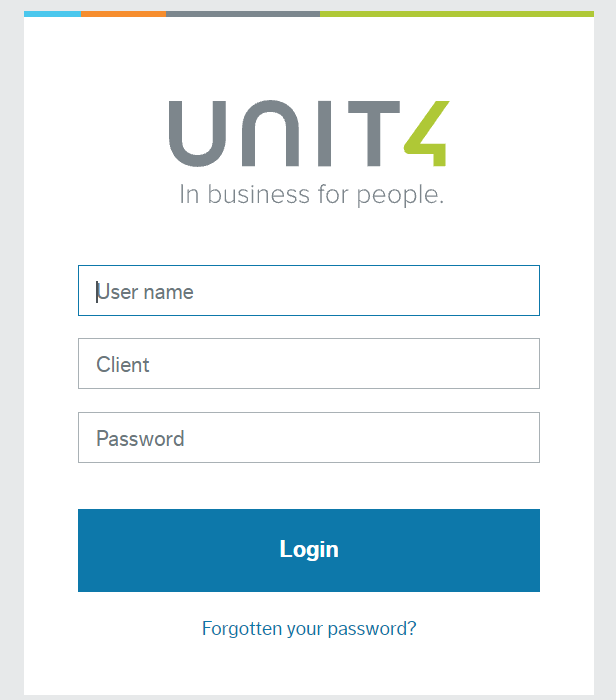 UNIT4
In business for people.
User name
Client
Password
Login
Forgotten your password?